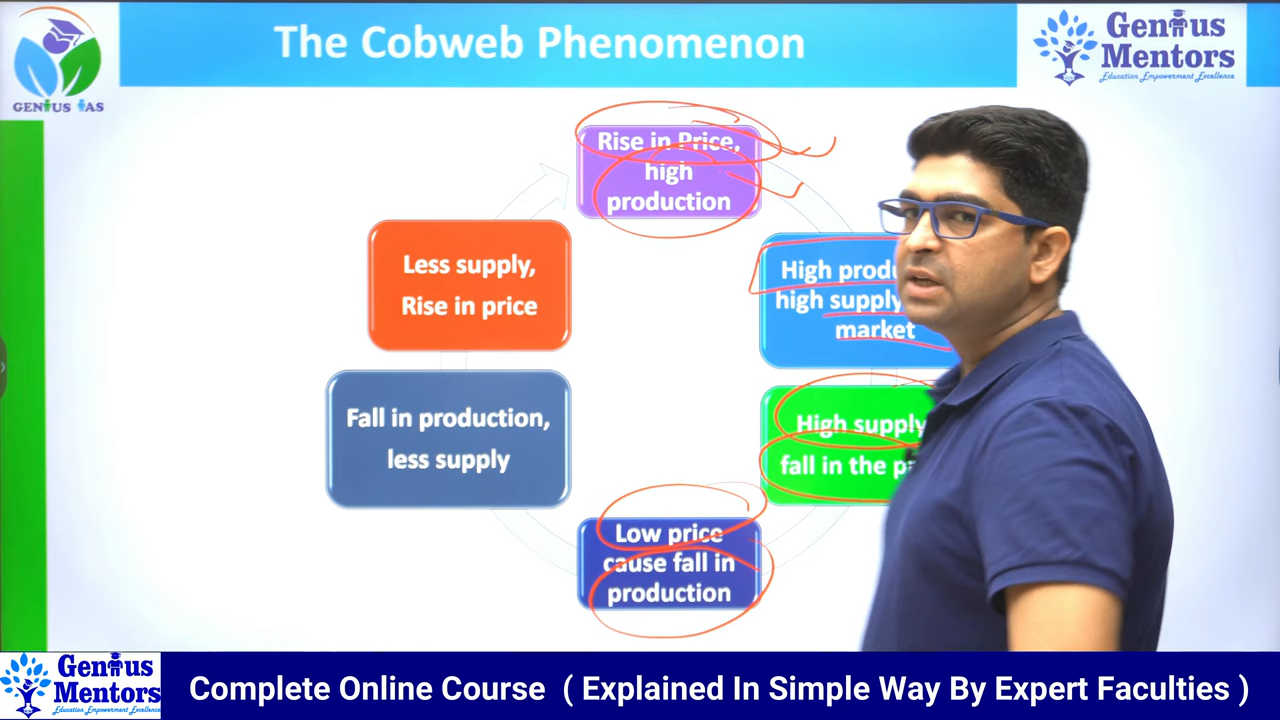 The Cobweb Phenomenon
GENIUS IAS
Genius
Mentors
Education Empowerment Excellence
Rise in Price,
high
production
High
high supply
market
High supply
fall in the
Low price
cause fall in
production
Fall in production,
less supply
Less supply,
Rise in price
Genius
Mentors
Education Empowerment Excellence
Complete Online Course ( Explained In Simple Way By Expert Faculties )